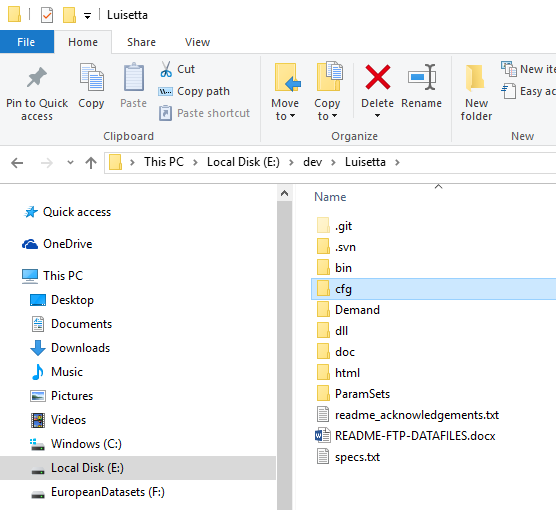 Luisetta
File Home Share View
Pin to Quick access
Copy
Paste
Cut
Copy path
Paste shortcut
Move to
Copy to
Delete
Rename
New folder
New ite
Easy ac
Clipboard Organize New
This PC Local Disk (E:) dev Luisetta
Name
Quick access
OneDrive
This PC
Desktop
Documents
Downloads
Music
Pictures
Videos
Windows (C:)
Local Disk (E:)
EuropeanDatasets (F:)
.git
.svn
bin
cfg
Demand
dll
doc
html
ParamSets
readme_acknowledgements.txt
README-FTP-DATAFILES.docx
specs.txt